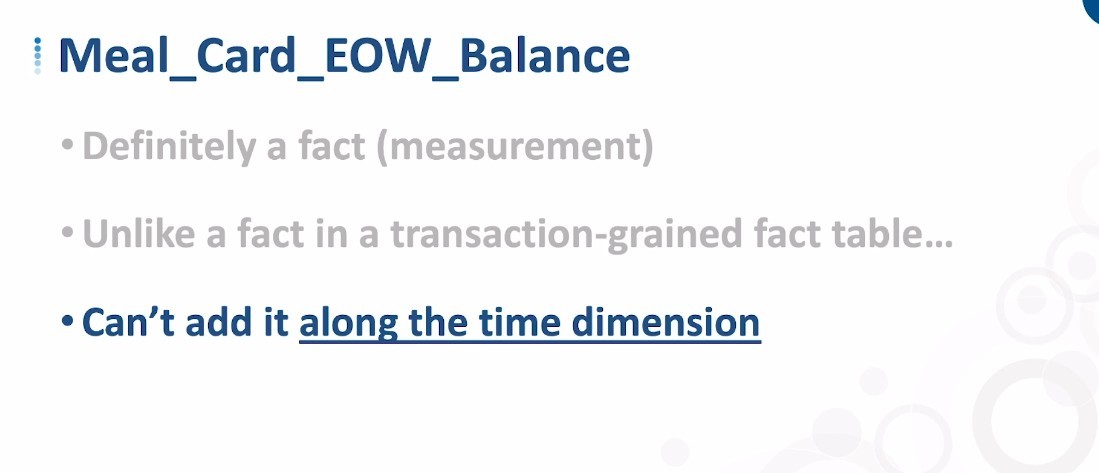 Meal_Card_EOW_Balance
• Definitely a fact (measurement)
• Unlike a fact in a transaction-grained fact table...
• Can't add it along the time dimension